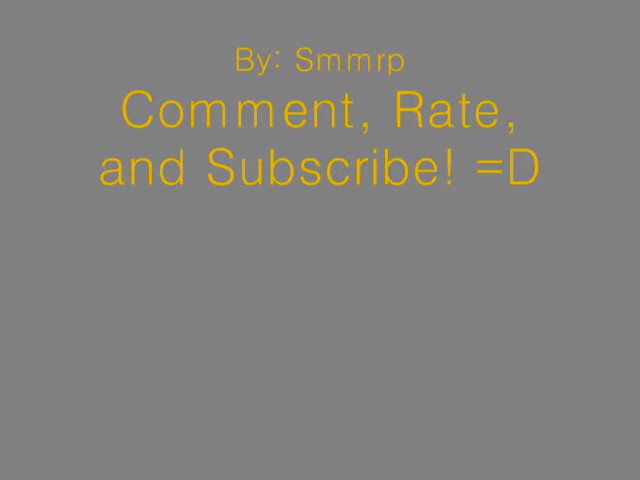 By: Smmrp
Comment, Rate,
and Subscribe! =D